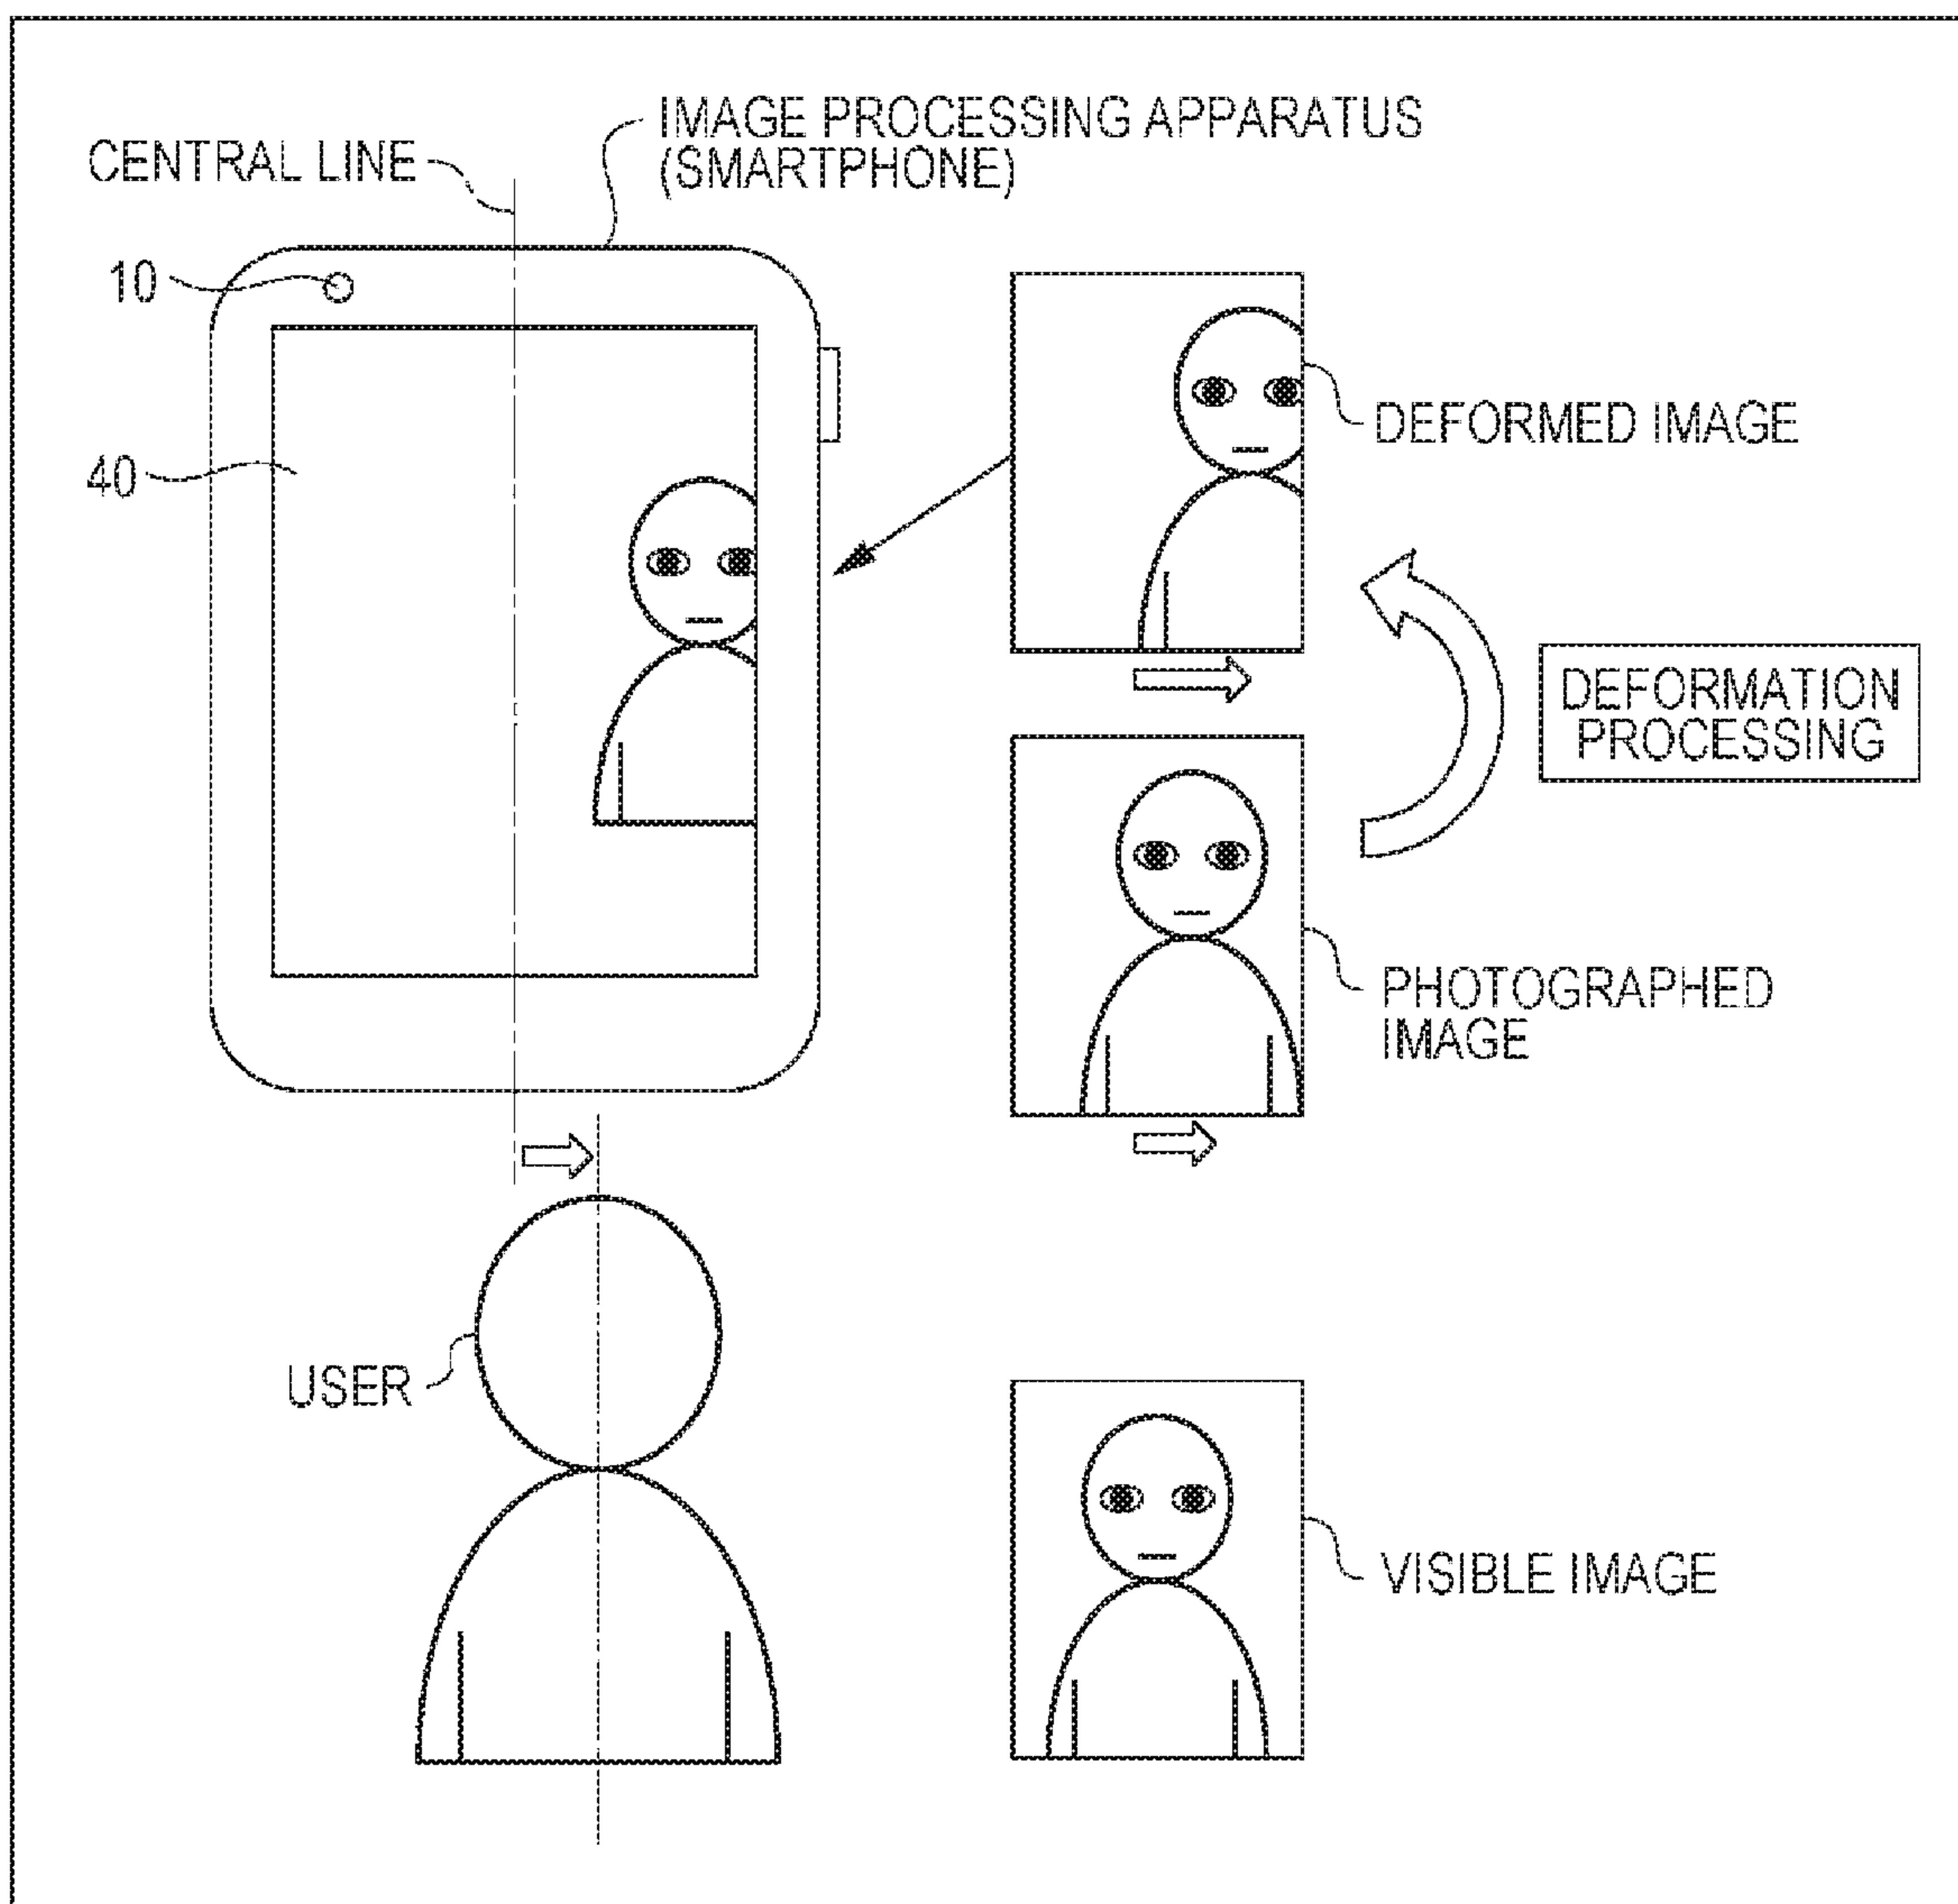 IMAGE PROCESSING APPARATUS
(SMARTPHONE)
CENTRAL LINE
10
40
DEFORMED IMAGE
DEFORMATION
PROCESSING
PHOTOGRAPHED
IMAGE
USER
VISIBLE IMAGE